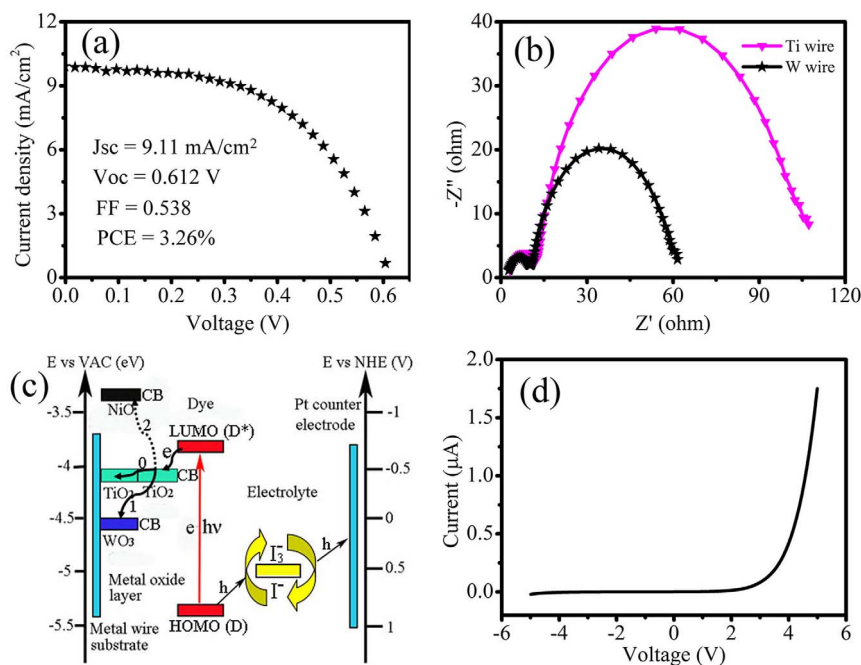 (a)
Current density (mA/cm²)
12
9
6
3
0
Jsc = 9.11 mA/cm²
Voc = 0.612 V
FF = 0.538
PCE = 3.26%
0.0 0.1 0.2 0.3 0.4 0.5 0.6
Voltage (V)
(b)
-Z" (ohm)
40
30
20
10
0
Ti wire
W wire
0 30 60 90 120
Z' (ohm)
(c)
E vs VAC (eV)
E vs NHE (V)
-3.5
-4
-4.5
-5
-5.5
CB
NiO
2
Dye
LUMO (D*)
e
0
CB
TiO₂ TiO₂
1
CB
WO₃
e hν
Metal oxide
layer
Metal wire
substrate
HOMO (D)
h
Electrolyte
I₃⁻
I⁻
h
Pt counter
electrode
-1
-0.5
0
0.5
1
(d)
Current (μA)
2.0
1.5
1.0
0.5
0.0
-6 -4 -2 0 2 4 6
Voltage (V)